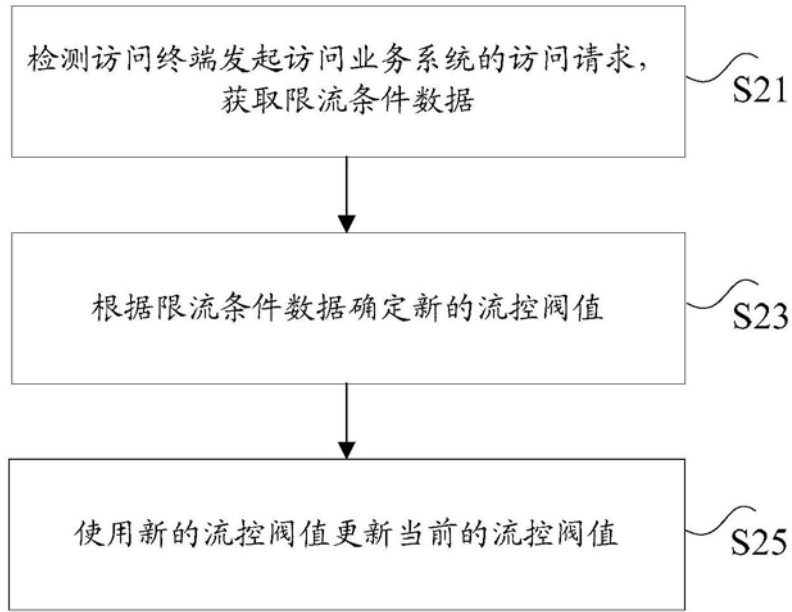 检测访问终端发起访问业务系统的访问请求，
获取限流条件数据
S21
根据限流条件数据确定新的流控阀值
S23
使用新的流控阀值更新当前的流控阀值
S25